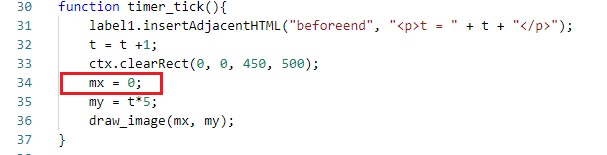 30 function timer_tick(){
31 label1.insertAdjacentHTML("beforeend", "<p>t = " + t + "</p>");
32 t = t +1;
33 ctx.clearRect(0, 0, 450, 500);
34 mx = 0;
35 my = t*5;
36 draw_image(mx, my);
37 }